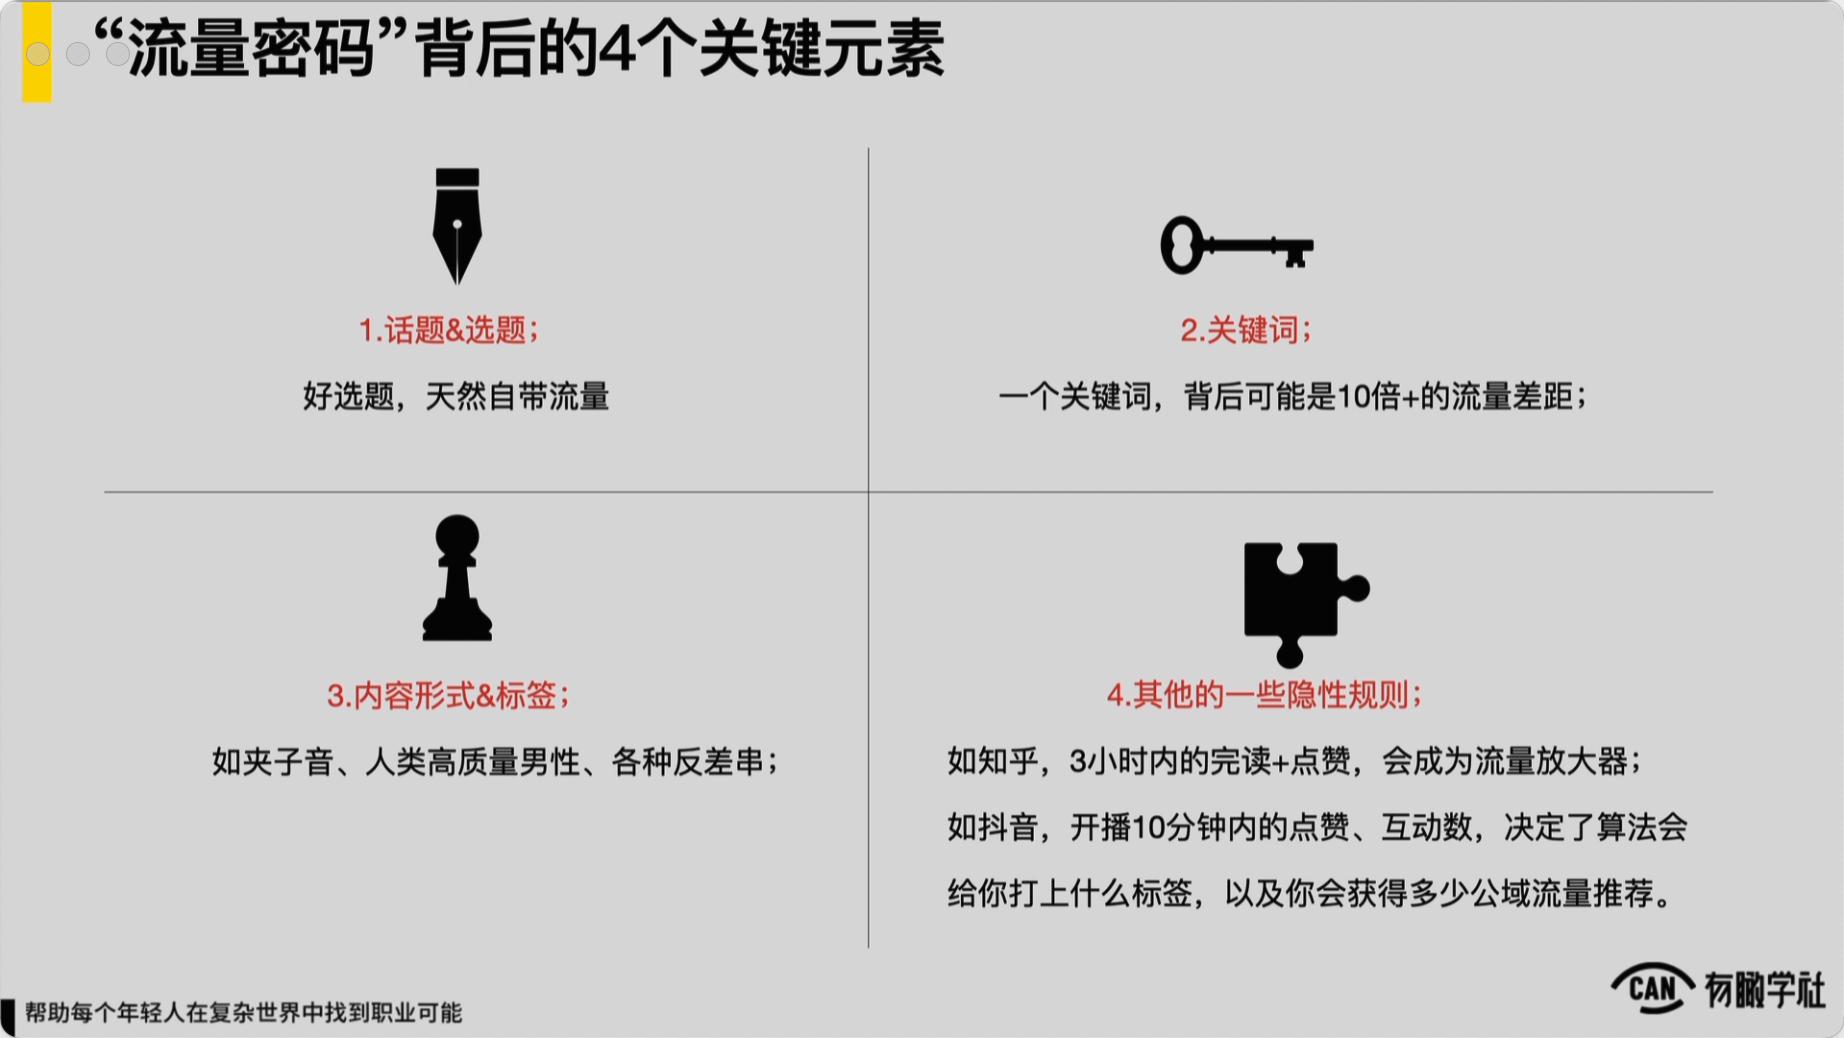 “流量密码”背后的4个关键元素
1.话题&选题；
好选题，天然自带流量
2.关键词；
一个关键词，背后可能是10倍+的流量差距；
3.内容形式&标签；
如夹子音、人类高质量男性、各种反差串；
4.其他的一些隐性规则；
如知乎，3小时内的完读+点赞，会成为流量放大器；
如抖音，开播10分钟内的点赞、互动数，决定了算法会
给你打上什么标签，以及你会获得多少公域流量推荐。
帮助每个年轻人在复杂世界中找到职业可能
CAN 有瞰学社